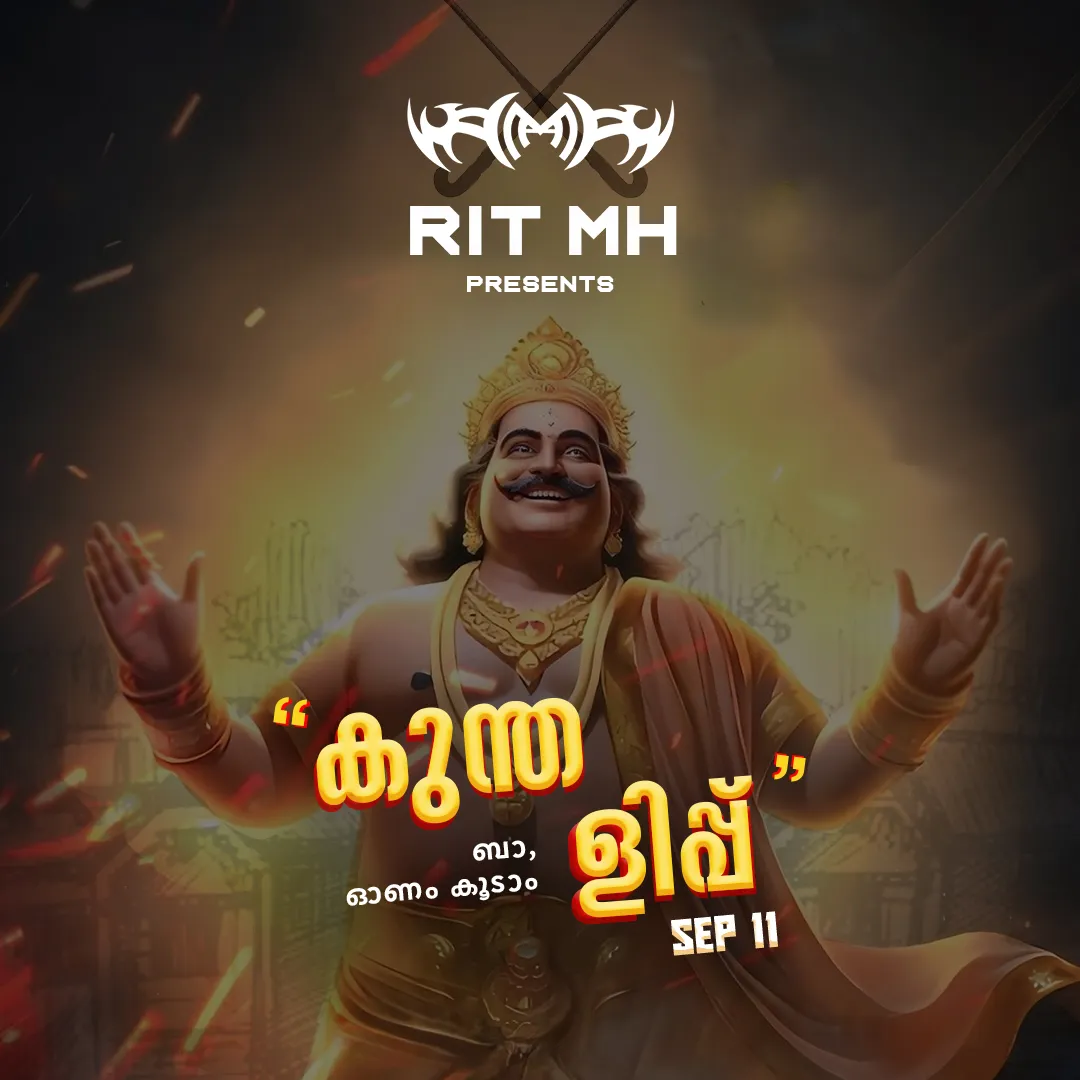 RIT MH
PRESENTS
“കുന്ത
ളിപ്പ്”
ബാ,
ഓണം കൂടാം
SEP 11